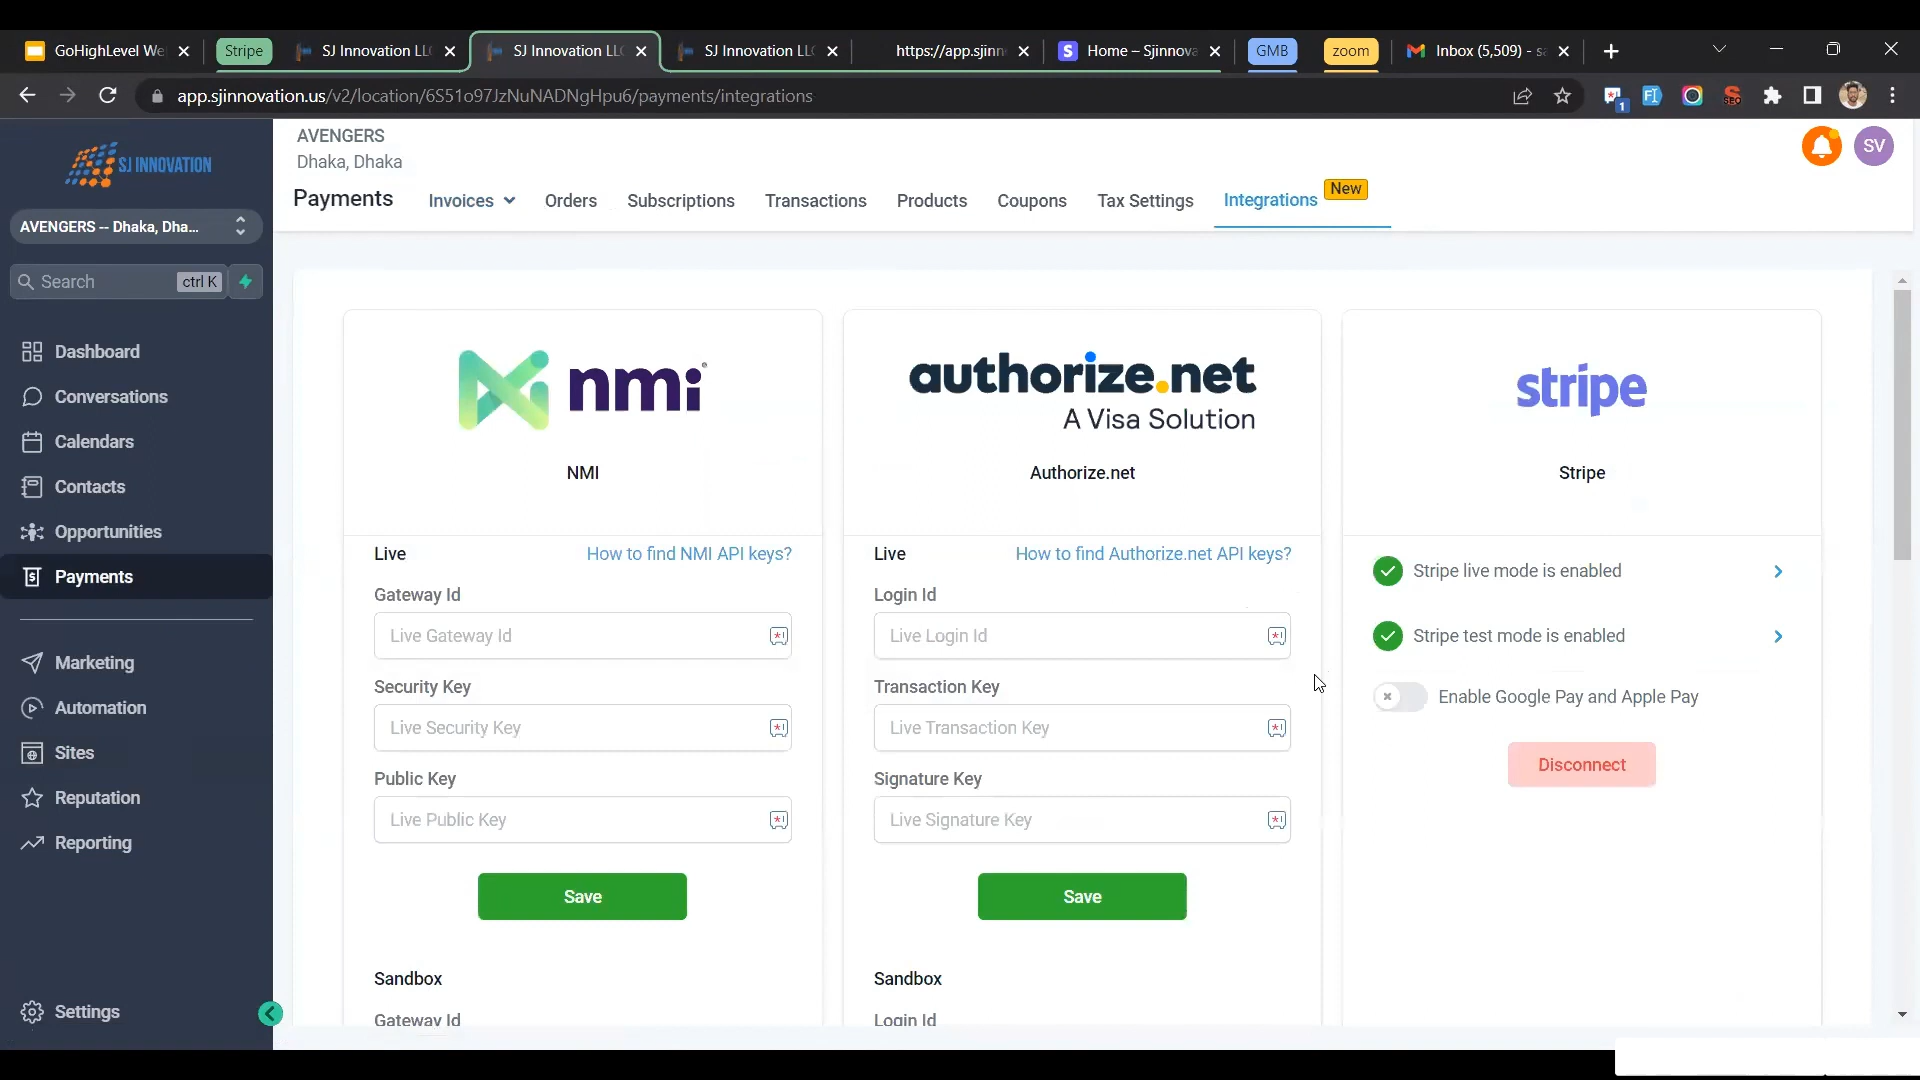 GoHighLevel We
Stripe
SJ Innovation LL
SJ Innovation LL
SJ Innovation LL
https://app.sjinn
Home – Sjinnova
GMB
zoom
Inbox (5,509) - sa
app.sjinnovation.us/v2/location/6S51o97JzNuNADNgHpu6/payments/integrations
1
SEO
SJ INNOVATION
AVENGERS -- Dhaka, Dha...
Search
ctrl K
Dashboard
Conversations
Calendars
Contacts
Opportunities
Payments
Marketing
Automation
Sites
Reputation
Reporting
Settings
AVENGERS
Dhaka, Dhaka
SV
Payments
Invoices
Orders
Subscriptions
Transactions
Products
Coupons
Tax Settings
Integrations
New
nmi
NMI
Live
How to find NMI API keys?
Gateway Id
Live Gateway Id
Security Key
Live Security Key
Public Key
Live Public Key
Save
Sandbox
Gateway Id
authorize.net
A Visa Solution
Authorize.net
Live
How to find Authorize.net API keys?
Login Id
Live Login Id
Transaction Key
Live Transaction Key
Signature Key
Live Signature Key
Save
Sandbox
Login Id
stripe
Stripe
Stripe live mode is enabled
Stripe test mode is enabled
Enable Google Pay and Apple Pay
Disconnect